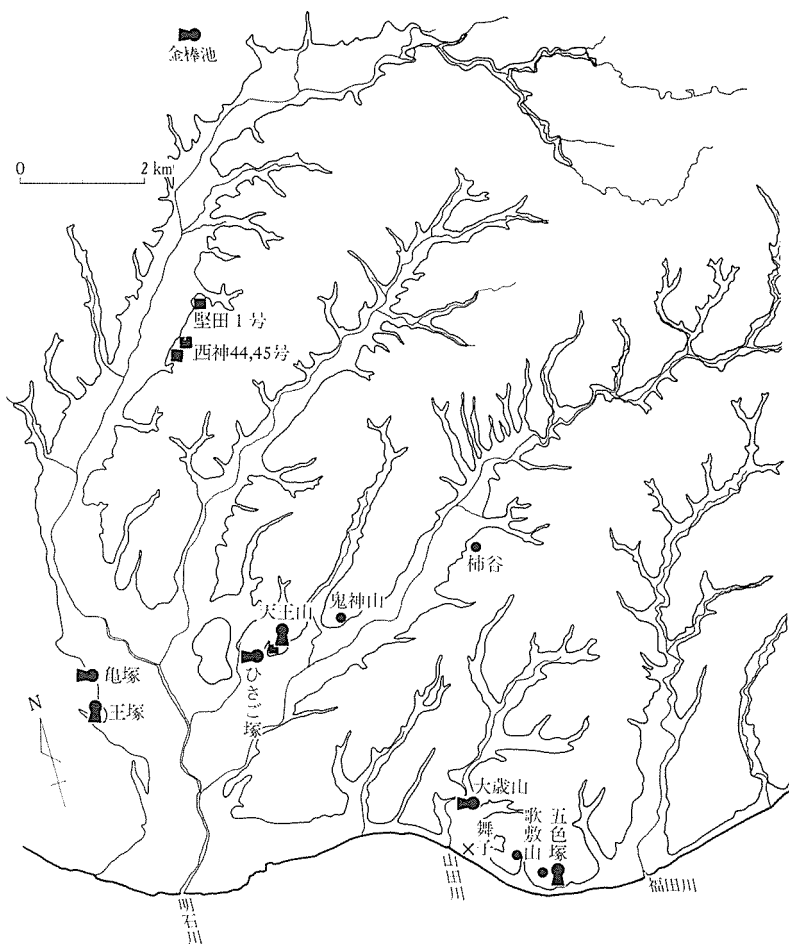 金棒池
0 2 km
堅田1号
西神44,45号
柿谷
鬼神山
天王山
ひさご塚
亀塚
王塚
N
大歳山
舞子
歌敷山
五色塚
山田川
福田川
明石川